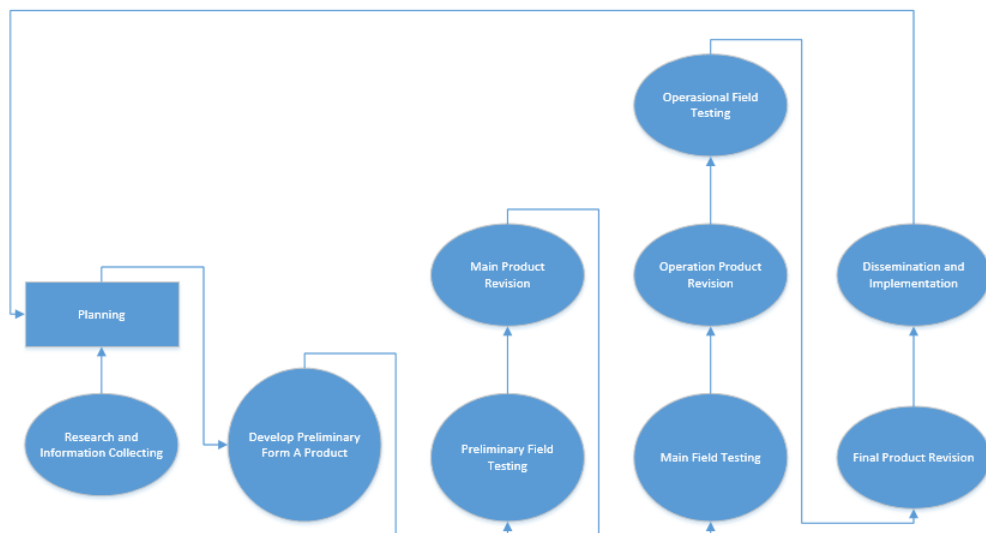 Research and
Information Collecting
Planning
Develop Preliminary
Form A Product
Preliminary Field
Testing
Main Product
Revision
Main Field Testing
Operation Product
Revision
Operasional Field
Testing
Final Product Revision
Dissemination and
Implementation